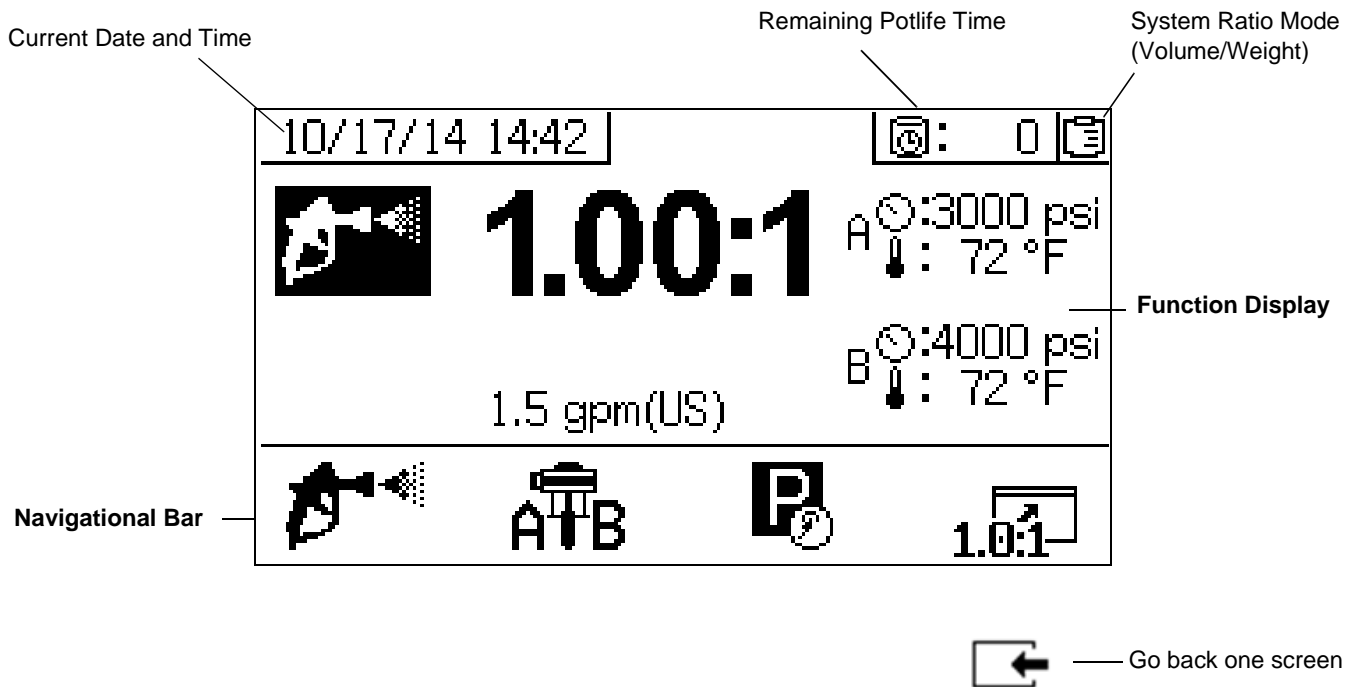 Current Date and Time
Remaining Potlife Time
System Ratio Mode
(Volume/Weight)
10/17/14 14:42
: 0
1.00:1
A :3000 psi
: 72 °F
Function Display
B :4000 psi
: 72 °F
1.5 gpm(US)
Navigational Bar
A B
P
1.0:1
Go back one screen